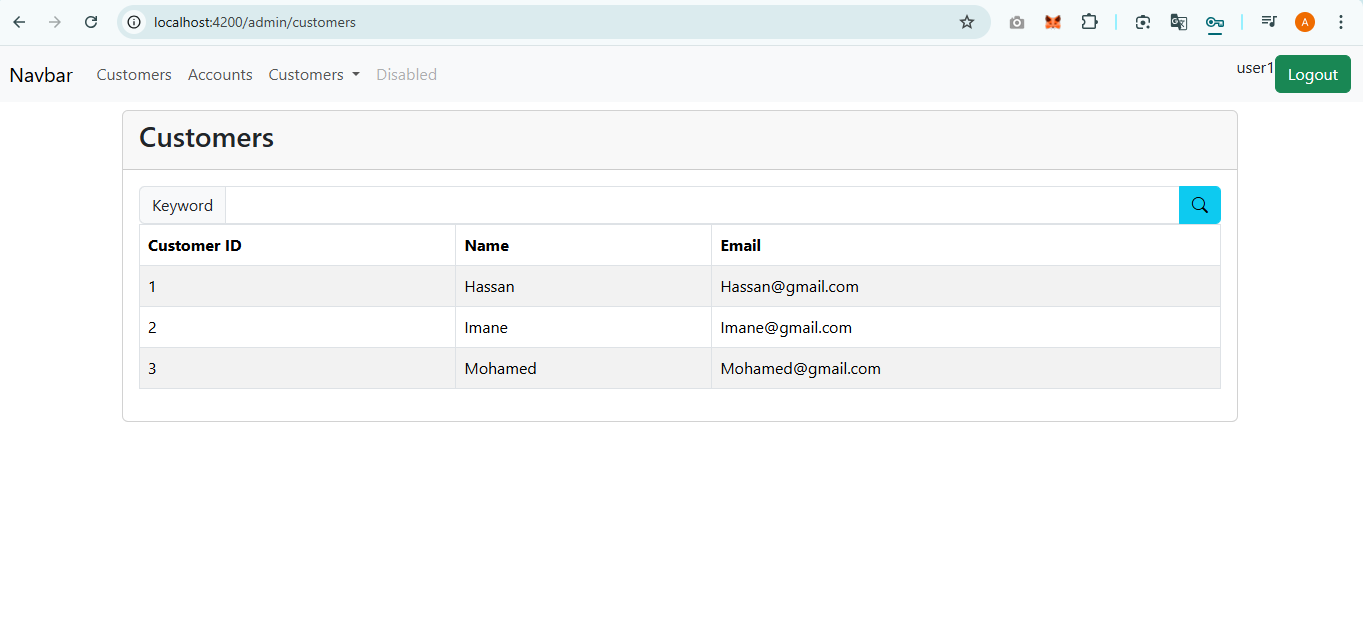 localhost:4200/admin/customers
A
Navbar Customers Accounts Customers Disabled user1 Logout
Customers
Keyword
Customer ID Name Email
1 Hassan Hassan@gmail.com
2 Imane Imane@gmail.com
3 Mohamed Mohamed@gmail.com